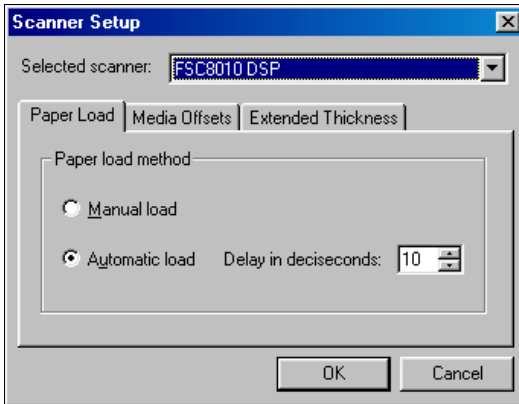 Scanner Setup
Selected scanner: FSC8010 DSP
Paper Load Media Offsets Extended Thickness
Paper load method
Manual load
Automatic load Delay in deciseconds: 10
OK Cancel